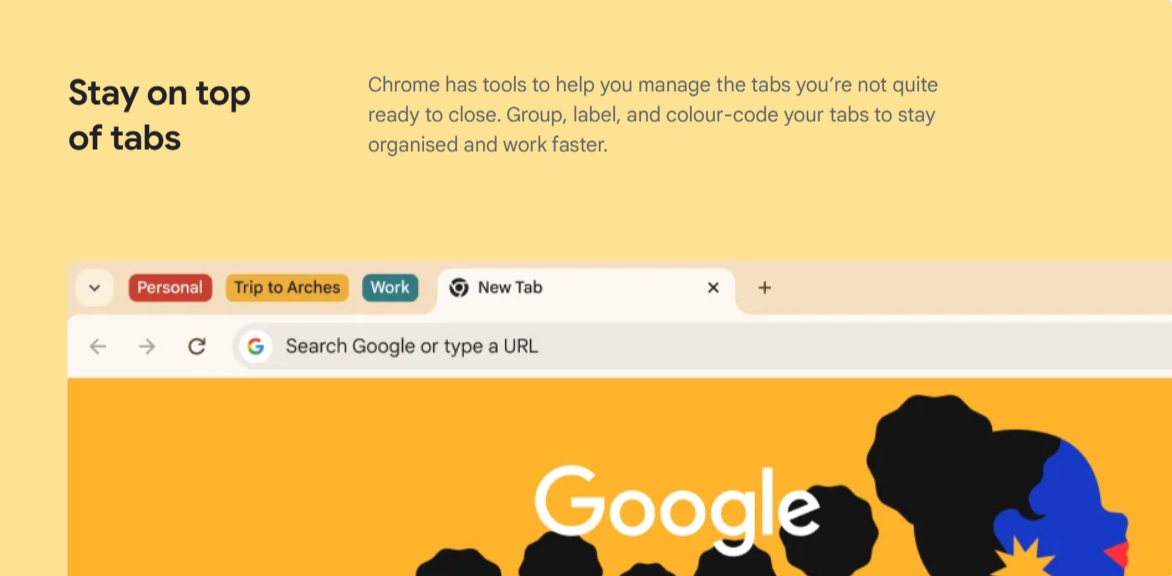 Stay on top
of tabs
Chrome has tools to help you manage the tabs you’re not quite
ready to close. Group, label, and colour-code your tabs to stay
organised and work faster.
Personal Trip to Arches Work New Tab
G Search Google or type a URL
Google